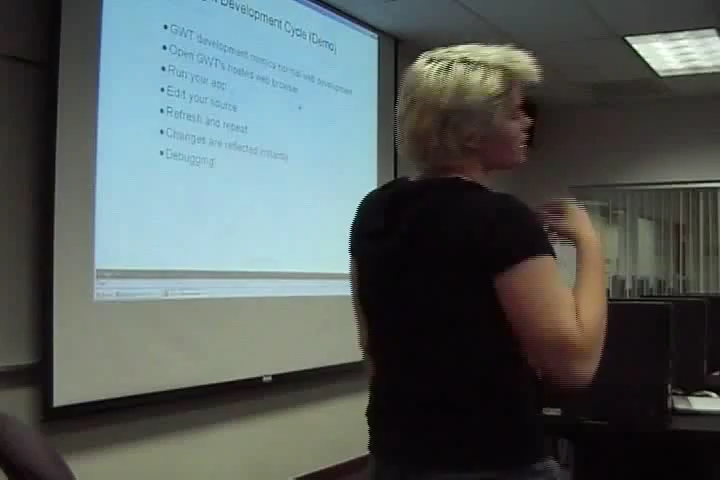 Development Cycle (Demo)
• GWT development mimics normal web development
• Open GWT's hosted web browser
• Run your app
• Edit your source
• Refresh and repeat
• Changes are reflected instantly
• Debugging